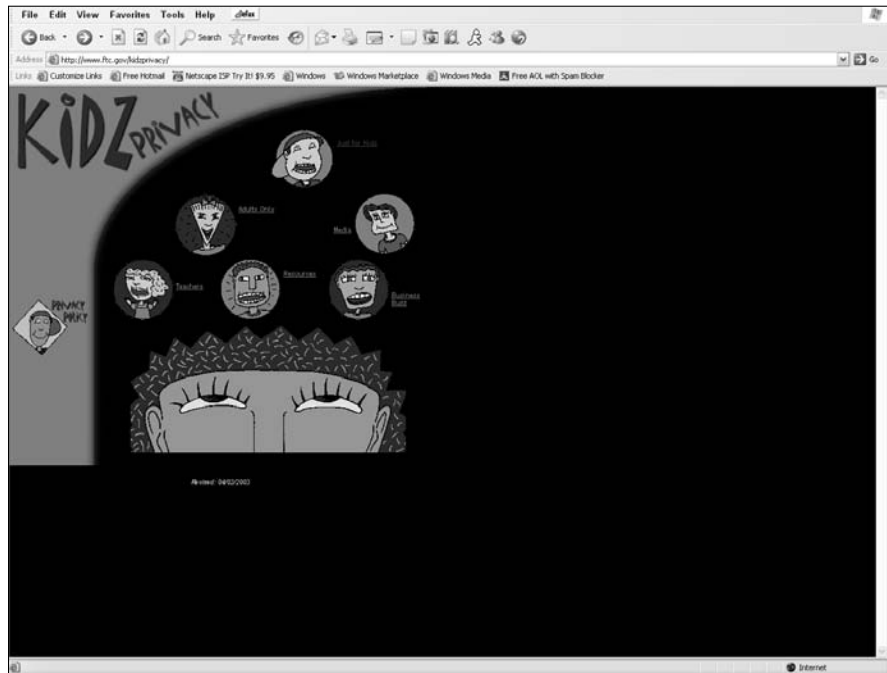 File Edit View Favorites Tools Help
Back Search Favorites
Address http://www.ftc.gov/kidzprivacy/ Go
Links Customize Links Free Hotmail Netscape ISP Try It! $9.95 Windows Windows Marketplace Windows Media Free AOL with Spam Blocker
KiDZ PRiVACY
Just for Kids
Adults Only
Media
Teachers
Resources
Business
PRIVACY
Revised: 04/02/2003
Internet